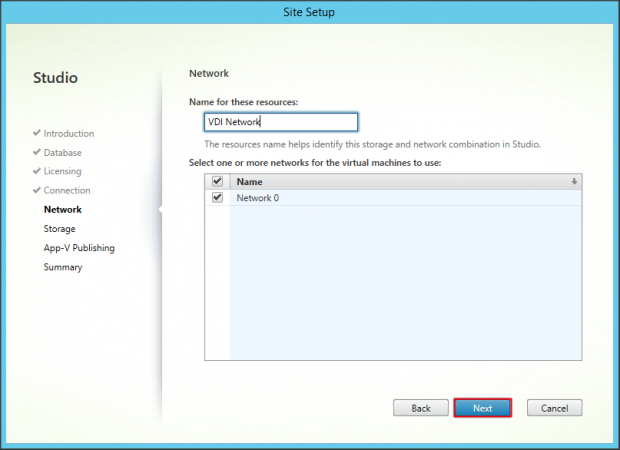 Site Setup
Studio
Introduction
Database
Licensing
Connection
Network
Storage
App-V Publishing
Summary
Network
Name for these resources:
VDI Network
The resources name helps identify this storage and network combination in Studio.
Select one or more networks for the virtual machines to use:
Name
Network 0
Back
Next
Cancel